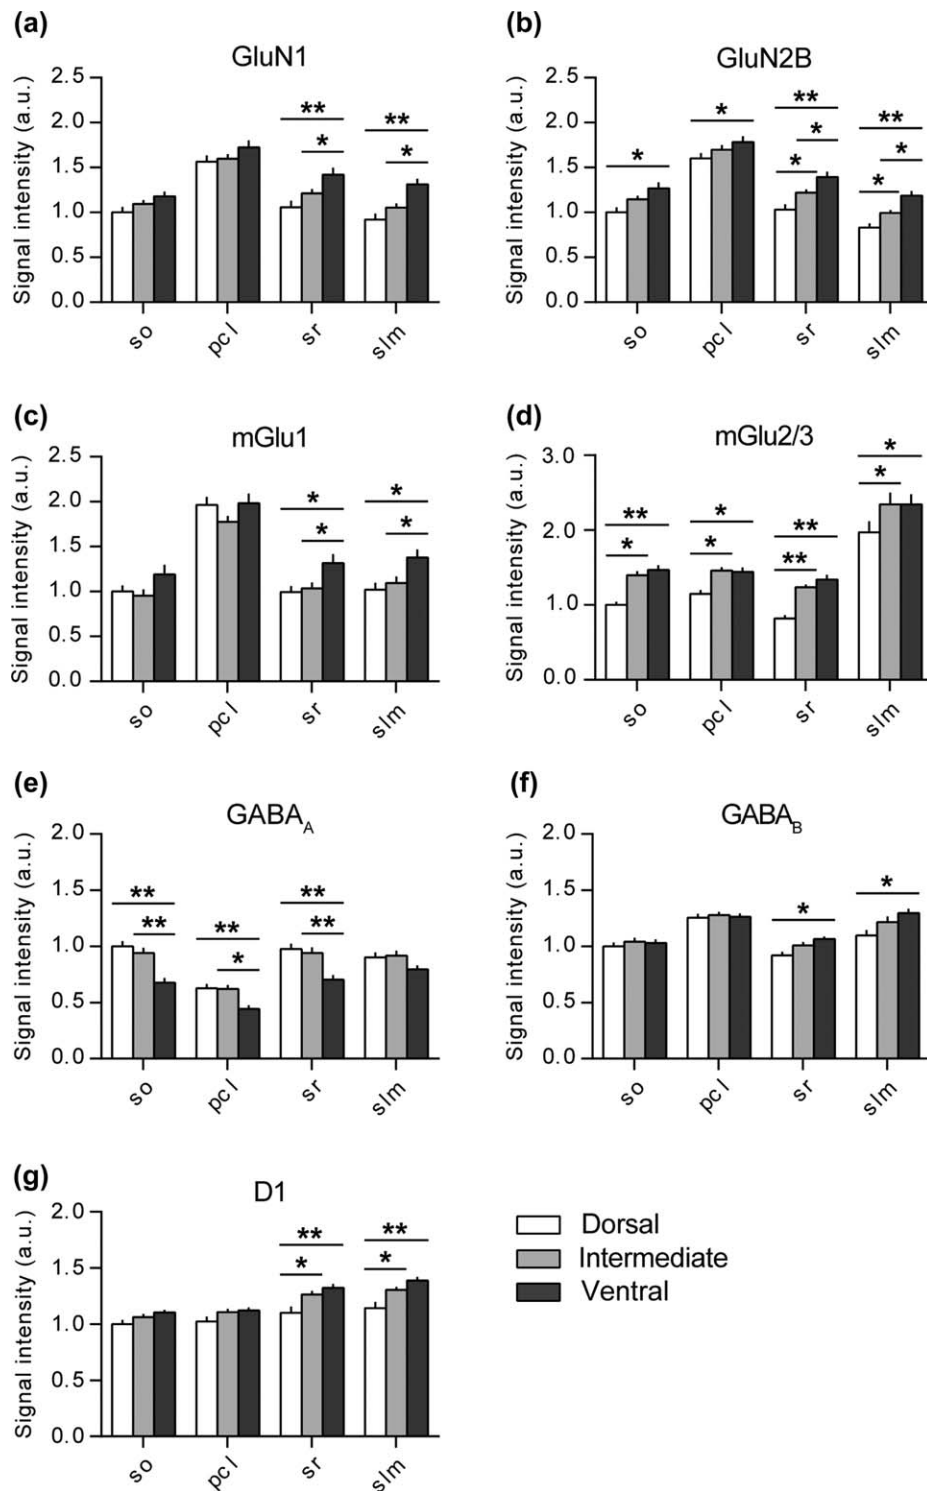 (a)
GluN1
Signal intensity (a.u.)
2.5
2.0
1.5
1.0
0.5
0.0
** **
* *
so pcl sr slm
(b)
GluN2B
Signal intensity (a.u.)
2.5
2.0
1.5
1.0
0.5
0.0
* * ** **
* *
* *
so pcl sr slm
(c)
mGlu1
Signal intensity (a.u.)
2.5
2.0
1.5
1.0
0.5
0.0
* *
* *
so pcl sr slm
(d)
mGlu2/3
Signal intensity (a.u.)
3.0
2.0
1.0
0.0
** * ** *
* * ** *
so pcl sr slm
(e)
GABAA
Signal intensity (a.u.)
2.0
1.5
1.0
0.5
0.0
** ** **
** * **
so pcl sr slm
(f)
GABAB
Signal intensity (a.u.)
2.0
1.5
1.0
0.5
0.0
* *
so pcl sr slm
(g)
D1
Signal intensity (a.u.)
2.0
1.5
1.0
0.5
0.0
** **
* *
so pcl sr slm
Dorsal
Intermediate
Ventral